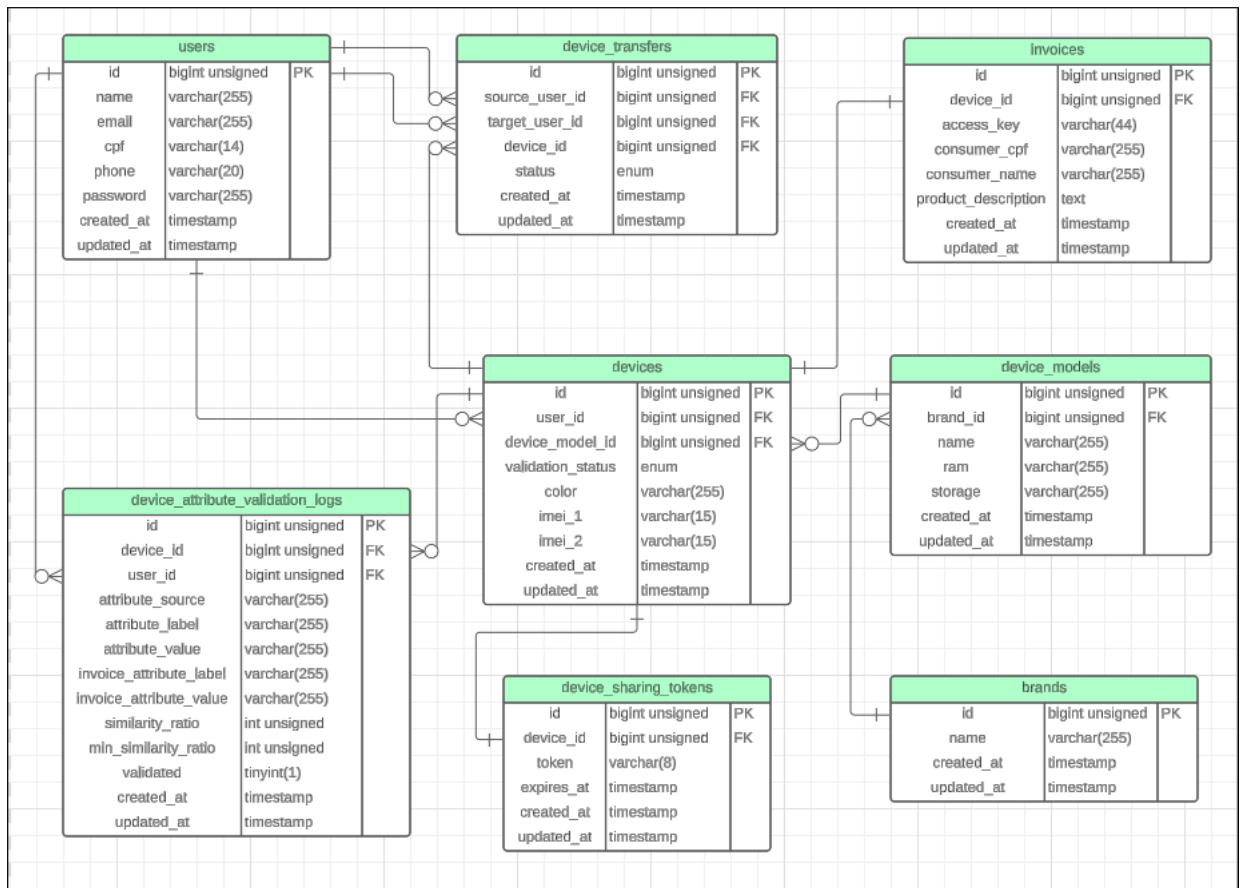 users
id bigint unsigned PK
name varchar(255)
email varchar(255)
cpf varchar(14)
phone varchar(20)
password varchar(255)
created_at timestamp
updated_at timestamp
device_transfers
id bigint unsigned PK
source_user_id bigint unsigned FK
target_user_id bigint unsigned FK
device_id bigint unsigned FK
status enum
created_at timestamp
updated_at timestamp
invoices
id bigint unsigned PK
device_id bigint unsigned FK
access_key varchar(44)
consumer_cpf varchar(255)
consumer_name varchar(255)
product_description text
created_at timestamp
updated_at timestamp
devices
id bigint unsigned PK
user_id bigint unsigned FK
device_model_id bigint unsigned FK
validation_status enum
color varchar(255)
imei_1 varchar(15)
imei_2 varchar(15)
created_at timestamp
updated_at timestamp
device_models
id bigint unsigned PK
brand_id bigint unsigned FK
name varchar(255)
ram varchar(255)
storage varchar(255)
created_at timestamp
updated_at timestamp
device_attribute_validation_logs
id bigint unsigned PK
device_id bigint unsigned FK
user_id bigint unsigned FK
attribute_source varchar(255)
attribute_label varchar(255)
attribute_value varchar(255)
invoice_attribute_label varchar(255)
invoice_attribute_value varchar(255)
similarity_ratio int unsigned
min_similarity_ratio int unsigned
validated tinyint(1)
created_at timestamp
updated_at timestamp
device_sharing_tokens
id bigint unsigned PK
device_id bigint unsigned FK
token varchar(8)
expires_at timestamp
created_at timestamp
updated_at timestamp
brands
id bigint unsigned PK
name varchar(255)
created_at timestamp
updated_at timestamp